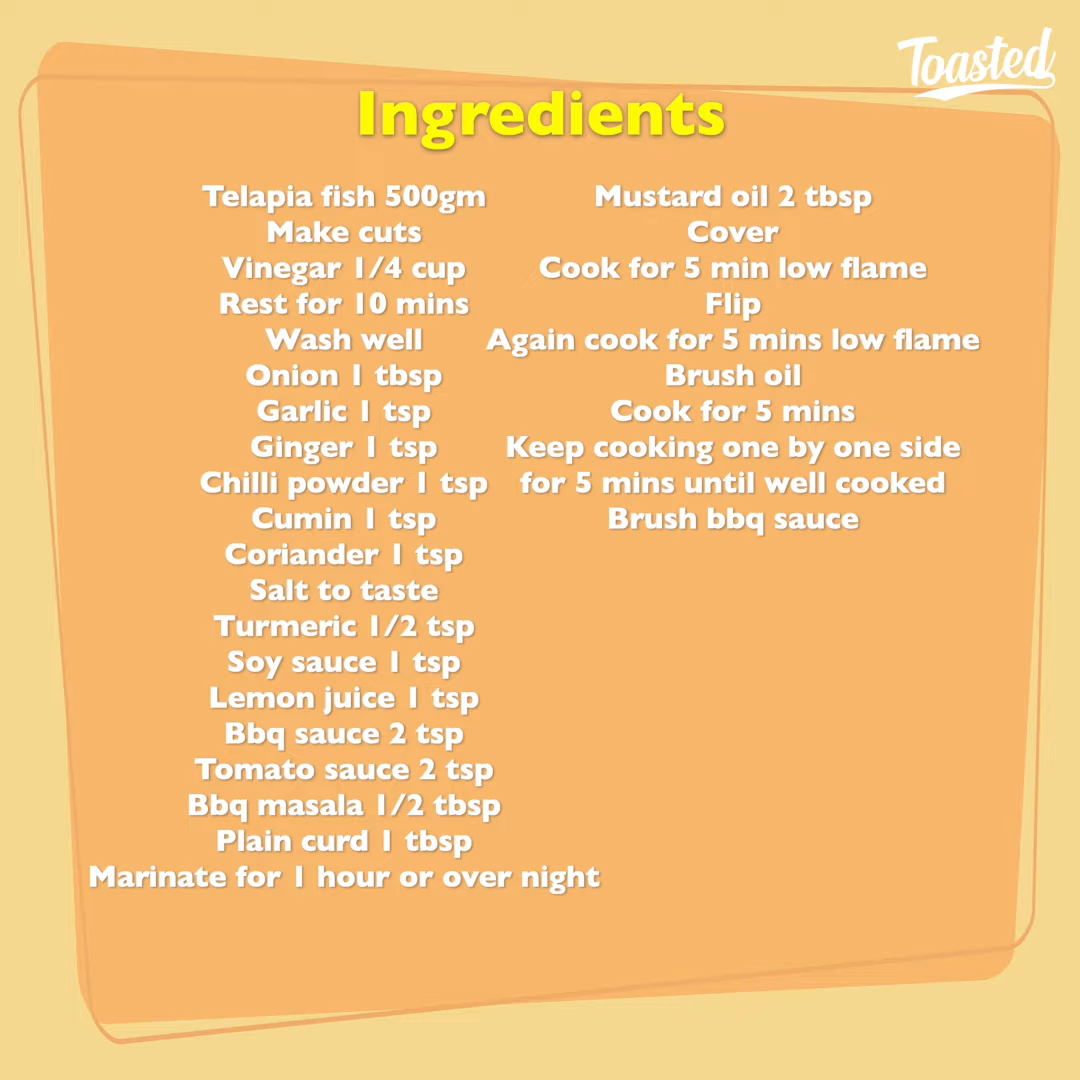 Toasted
Ingredients
Telapia fish 500gm
Make cuts
Vinegar 1/4 cup
Rest for 10 mins
Wash well
Onion 1 tbsp
Garlic 1 tsp
Ginger 1 tsp
Chilli powder 1 tsp
Cumin 1 tsp
Coriander 1 tsp
Salt to taste
Turmeric 1/2 tsp
Soy sauce 1 tsp
Lemon juice 1 tsp
Bbq sauce 2 tsp
Tomato sauce 2 tsp
Bbq masala 1/2 tbsp
Plain curd 1 tbsp
Marinate for 1 hour or over night
Mustard oil 2 tbsp
Cover
Cook for 5 min low flame
Flip
Again cook for 5 mins low flame
Brush oil
Cook for 5 mins
Keep cooking one by one side
for 5 mins until well cooked
Brush bbq sauce